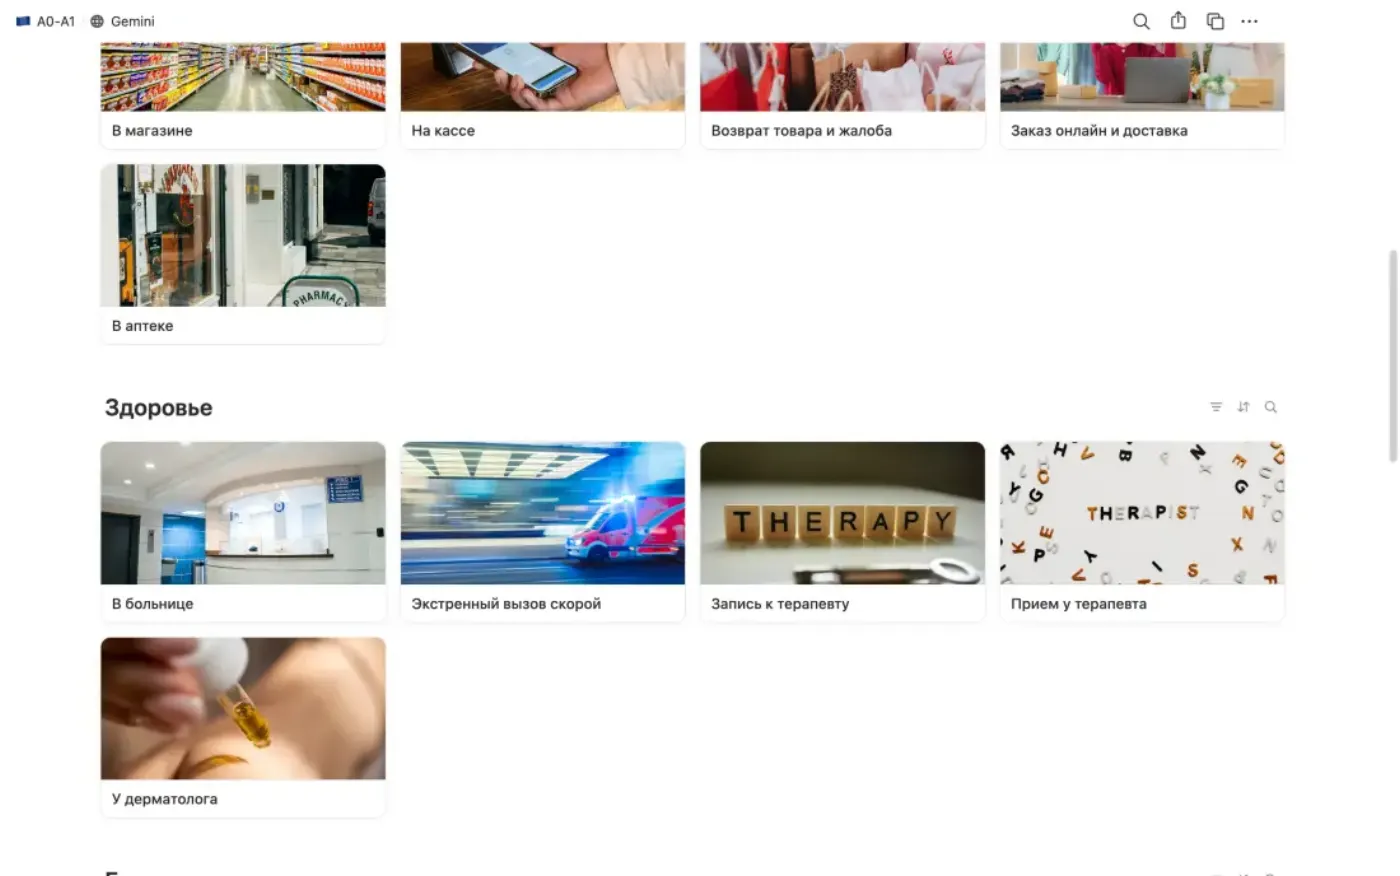 A0-A1 Gemini
В магазине
На кассе
Возврат товара и жалоба
Заказ онлайн и доставка
PHARMACY
В аптеке
Здоровье
THERAPY
THERAPIST
В больнице
Экстренный вызов скорой
Запись к терапевту
Прием у терапевта
У дерматолога